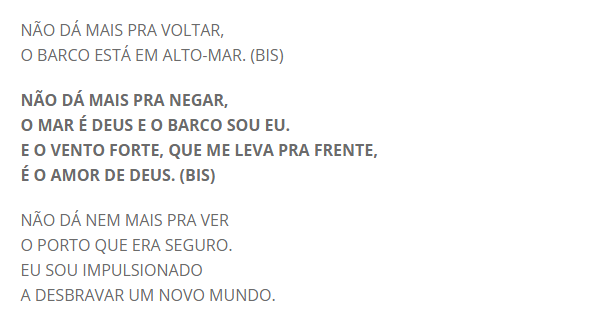 NÃO DÁ MAIS PRA VOLTAR,
O BARCO ESTÁ EM ALTO-MAR. (BIS)
NÃO DÁ MAIS PRA NEGAR,
O MAR É DEUS E O BARCO SOU EU.
E O VENTO FORTE, QUE ME LEVA PRA FRENTE,
É O AMOR DE DEUS. (BIS)
NÃO DÁ NEM MAIS PRA VER
O PORTO QUE ERA SEGURO.
EU SOU IMPULSIONADO
A DESBRAVAR UM NOVO MUNDO.